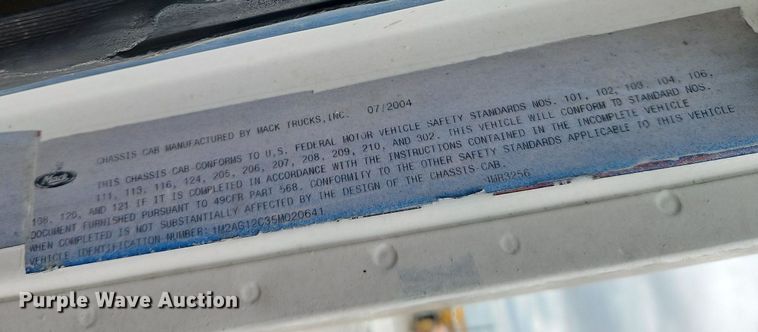 CHASSIS CAB MANUFACTURED BY MACK TRUCKS, INC. 07/2004
THIS CHASSIS CAB CONFORMS TO U.S. FEDERAL MOTOR VEHICLE SAFETY STANDARDS NOS. 101, 102, 103, 104, 106,
111, 113, 116, 124, 205, 206, 207, 208, 209, 210, AND 302. THIS VEHICLE WILL CONFORM TO STANDARD NOS.
108, 120, AND 121 IF IT IS COMPLETED IN ACCORDANCE WITH THE INSTRUCTIONS CONTAINED IN THE INCOMPLETE VEHICLE
DOCUMENT FURNISHED PURSUANT TO 49CFR PART 568. CONFORMITY TO THE OTHER SAFETY STANDARDS APPLICABLE TO THIS VEHICLE
WHEN COMPLETED IS NOT SUBSTANTIALLY AFFECTED BY THE DESIGN OF THE CHASSIS-CAB.
VEHICLE IDENTIFICATION NUMBER: 1M2AG12C35M020641
Purple Wave Auction